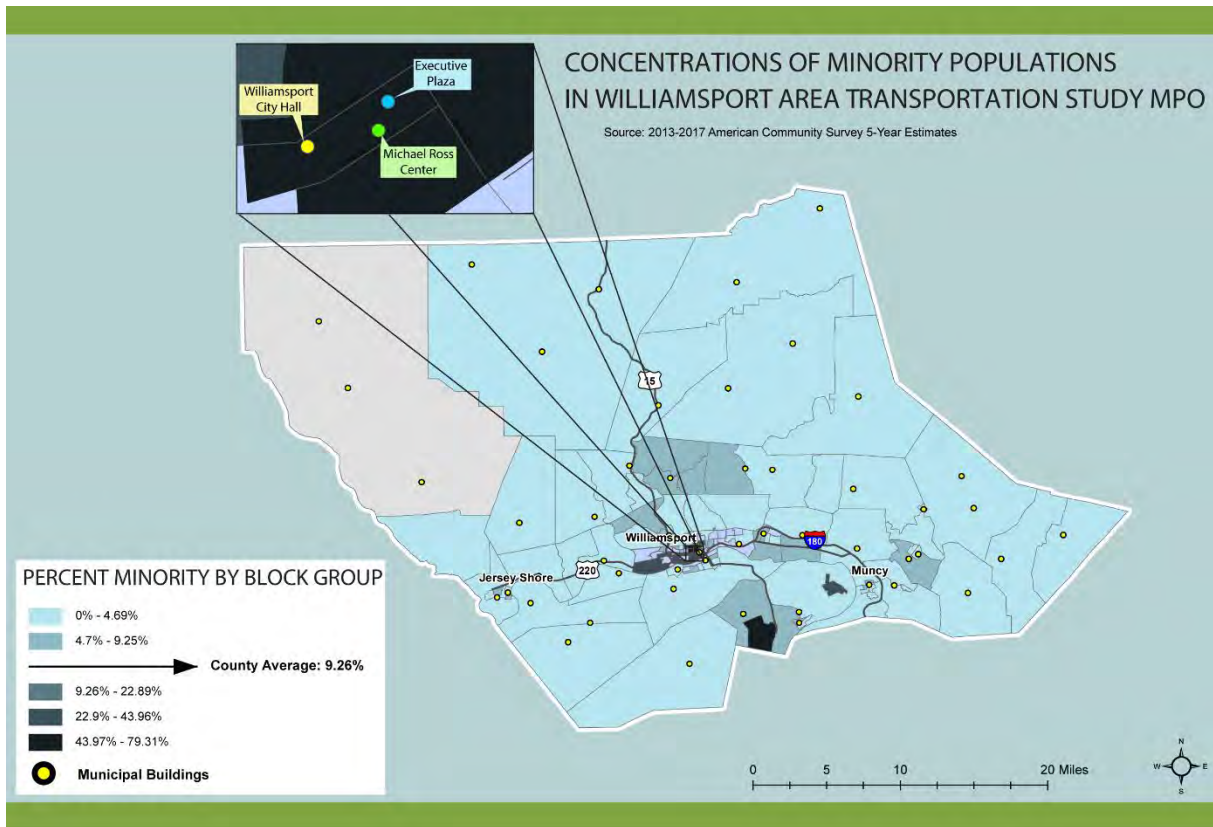 CONCENTRATIONS OF MINORITY POPULATIONS
IN WILLIAMSPORT AREA TRANSPORTATION STUDY MPO
Source: 2013-2017 American Community Survey 5-Year Estimates
Executive
Plaza
Williamsport
City Hall
Michael Ross
Center
15
Williamsport
180
220
Jersey Shore
Muncy
PERCENT MINORITY BY BLOCK GROUP
0% - 4.69%
4.7% - 9.25%
County Average: 9.26%
9.26% - 22.89%
22.9% - 43.96%
43.97% - 79.31%
Municipal Buildings
0 5 10 20 Miles
N
W E
S